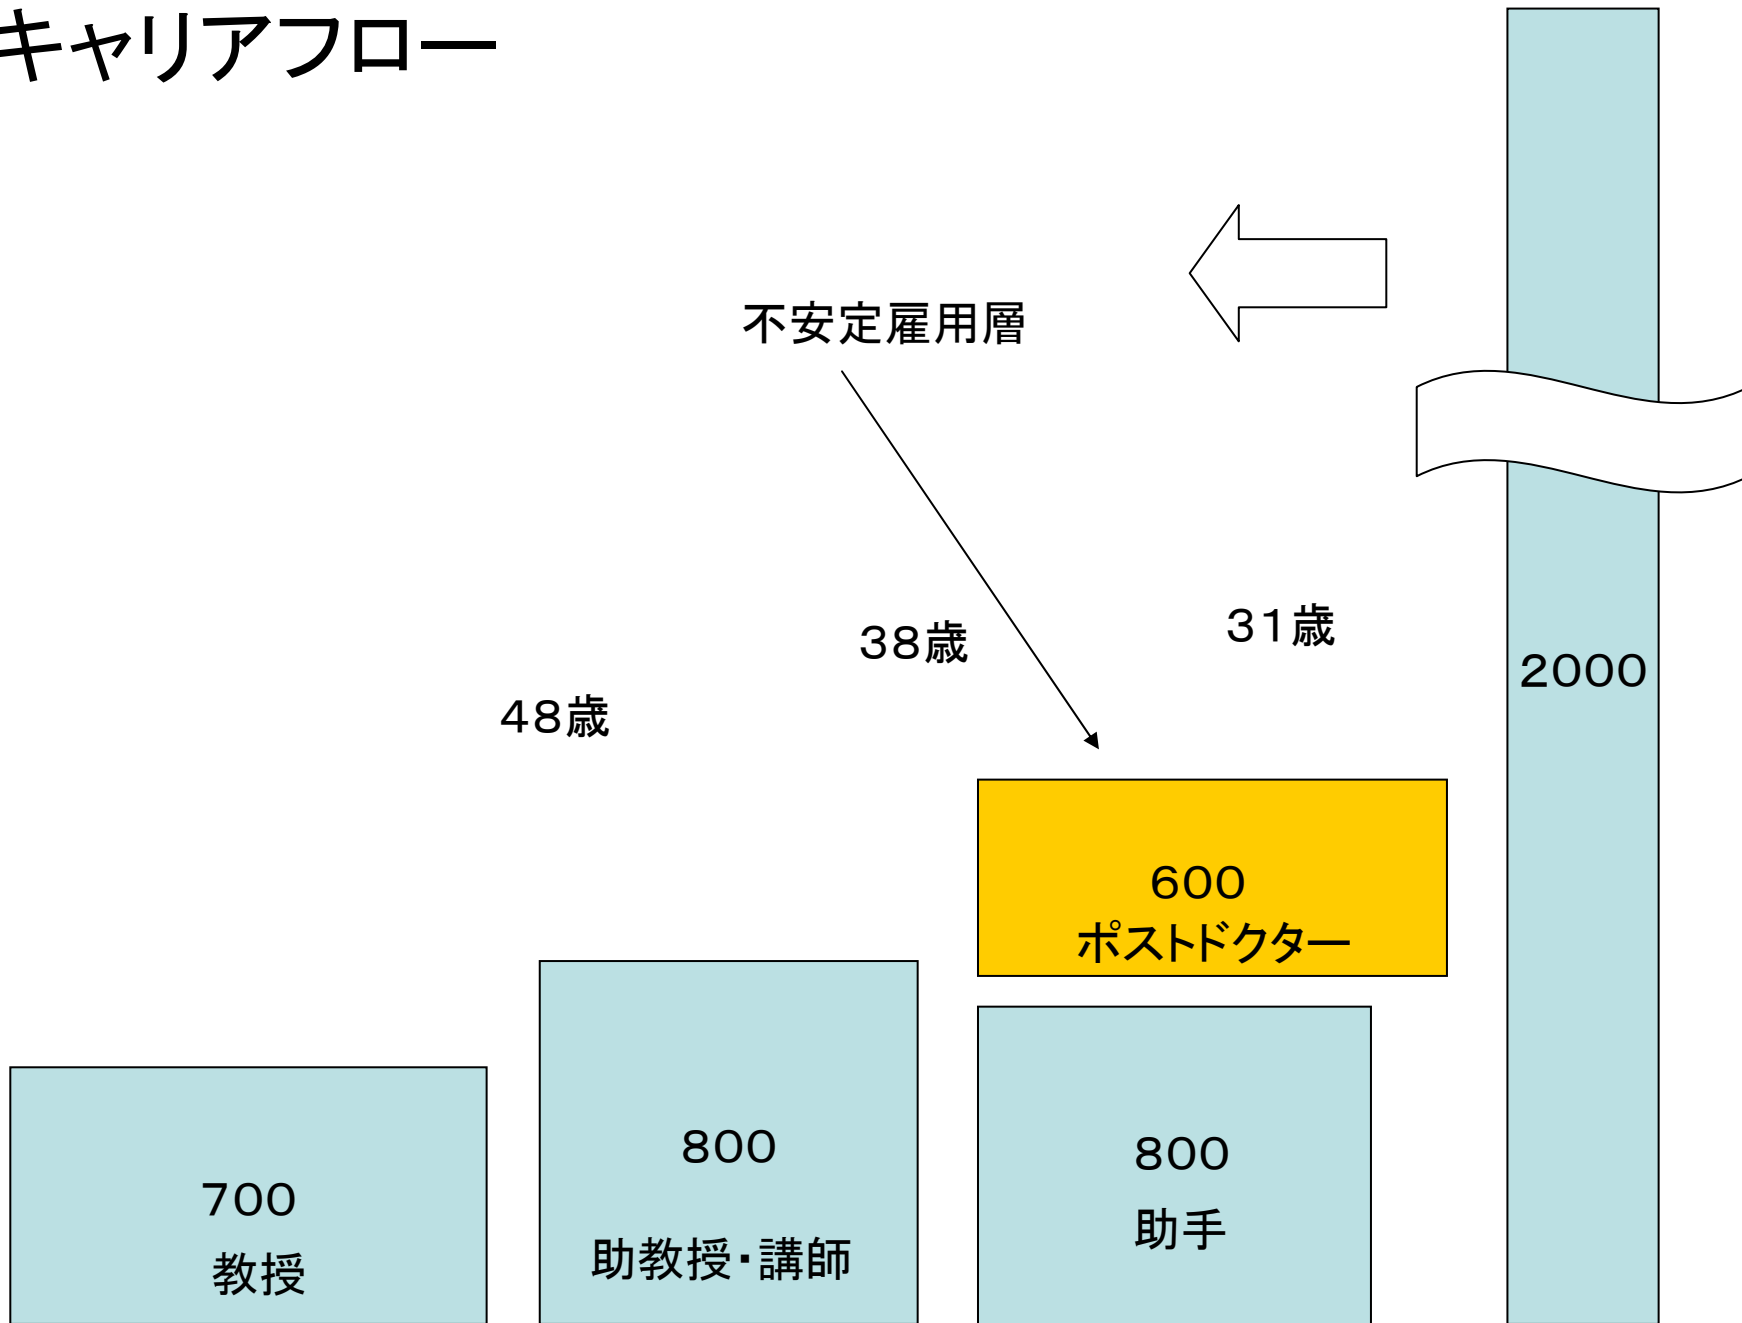 キャリアフロー
不安定雇用層
31歳
38歳
2000
48歳
600
ポストドクター
800
助教授・講師
800
助手
700
教授